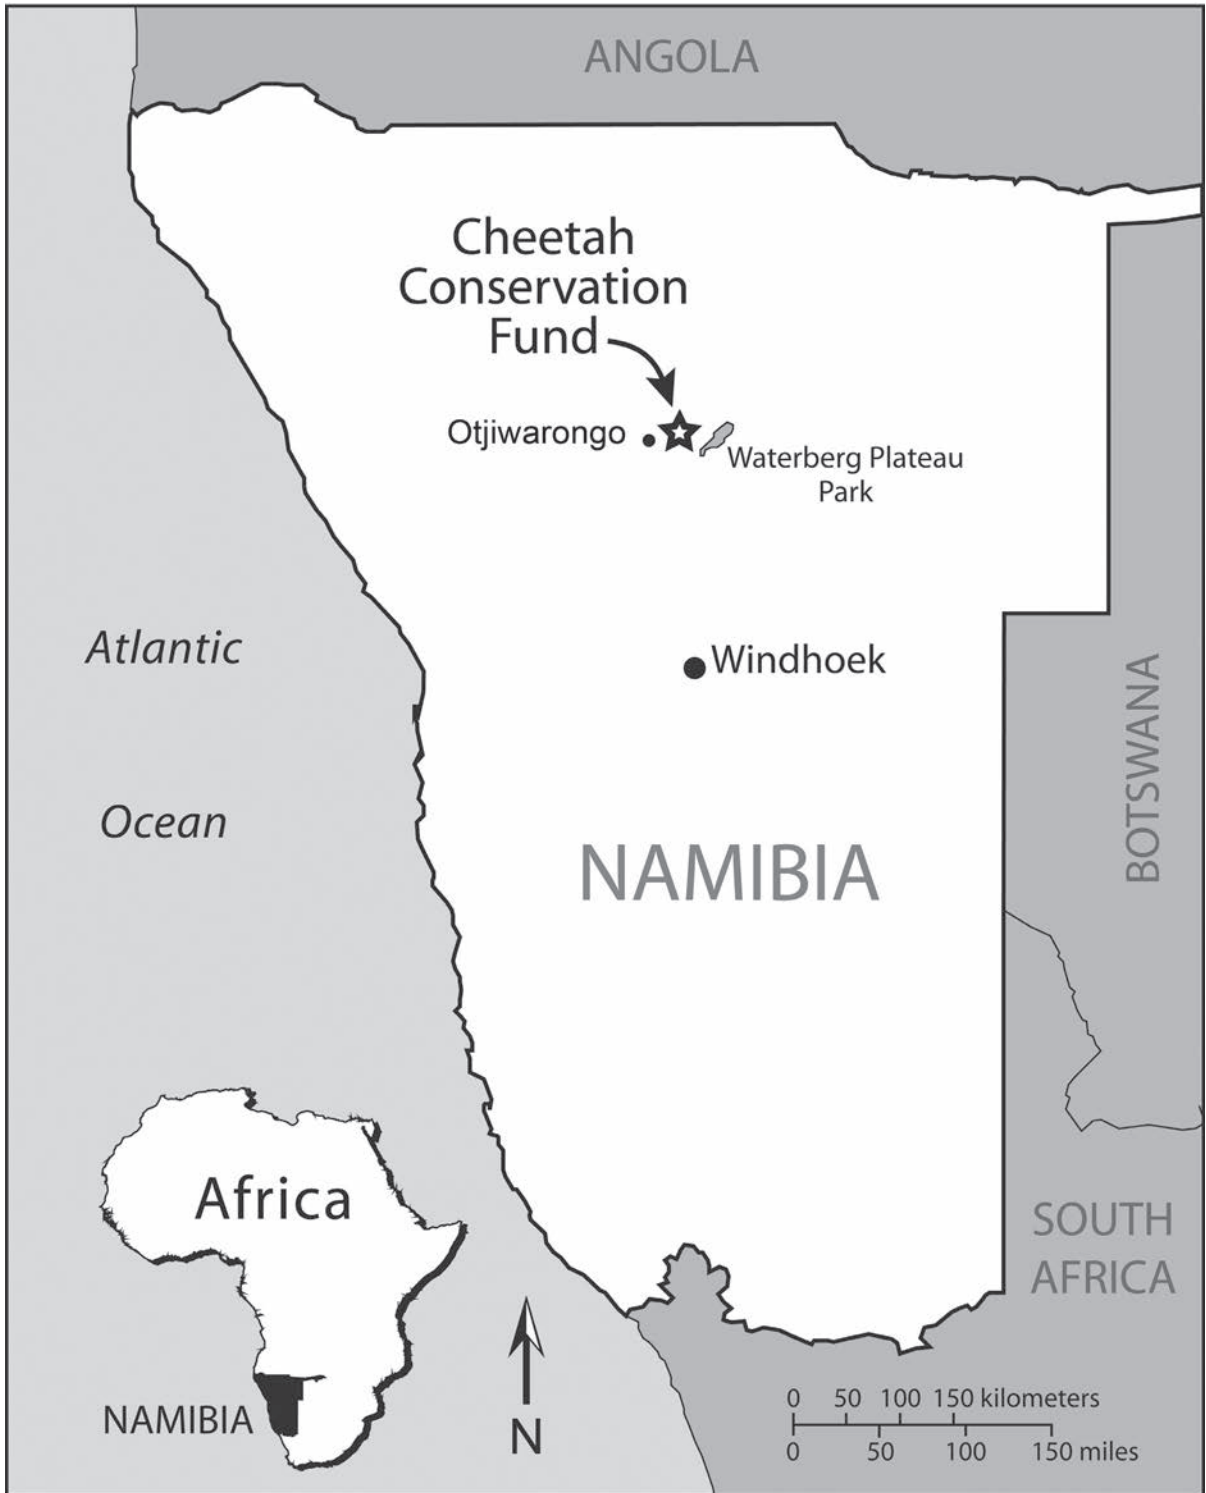 ANGOLA
Cheetah
Conservation
Fund
Otjiwarongo
Waterberg Plateau
Park
Atlantic
Windhoek
BOTSWANA
Ocean
NAMIBIA
Africa
SOUTH
AFRICA
NAMIBIA
N
0 50 100 150 kilometers
0 50 100 150 miles